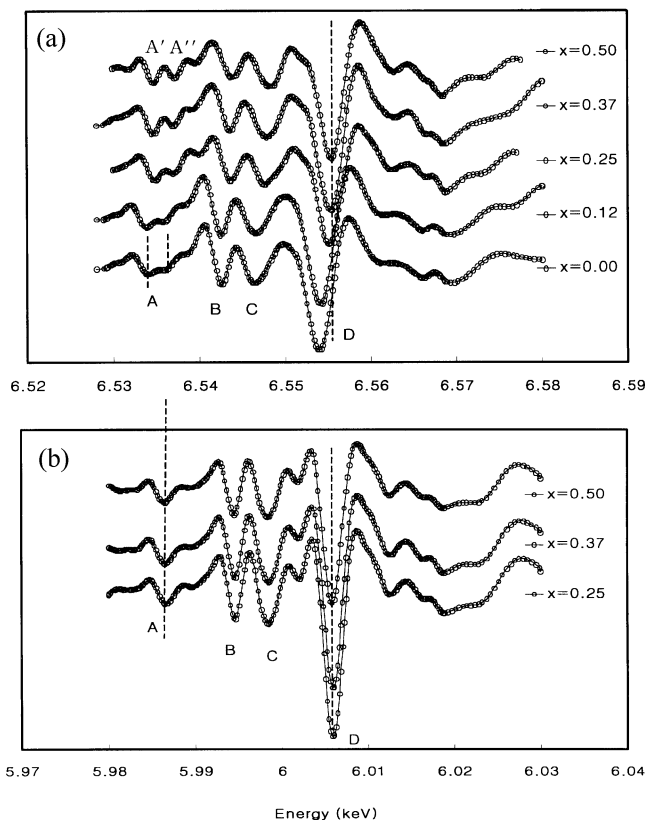 (a)
A′ A′′
x=0.50
x=0.37
x=0.25
x=0.12
x=0.00
A
B
C
D
6.52 6.53 6.54 6.55 6.56 6.57 6.58 6.59
(b)
x=0.50
x=0.37
x=0.25
A
B
C
D
5.97 5.98 5.99 6 6.01 6.02 6.03 6.04
Energy (keV)